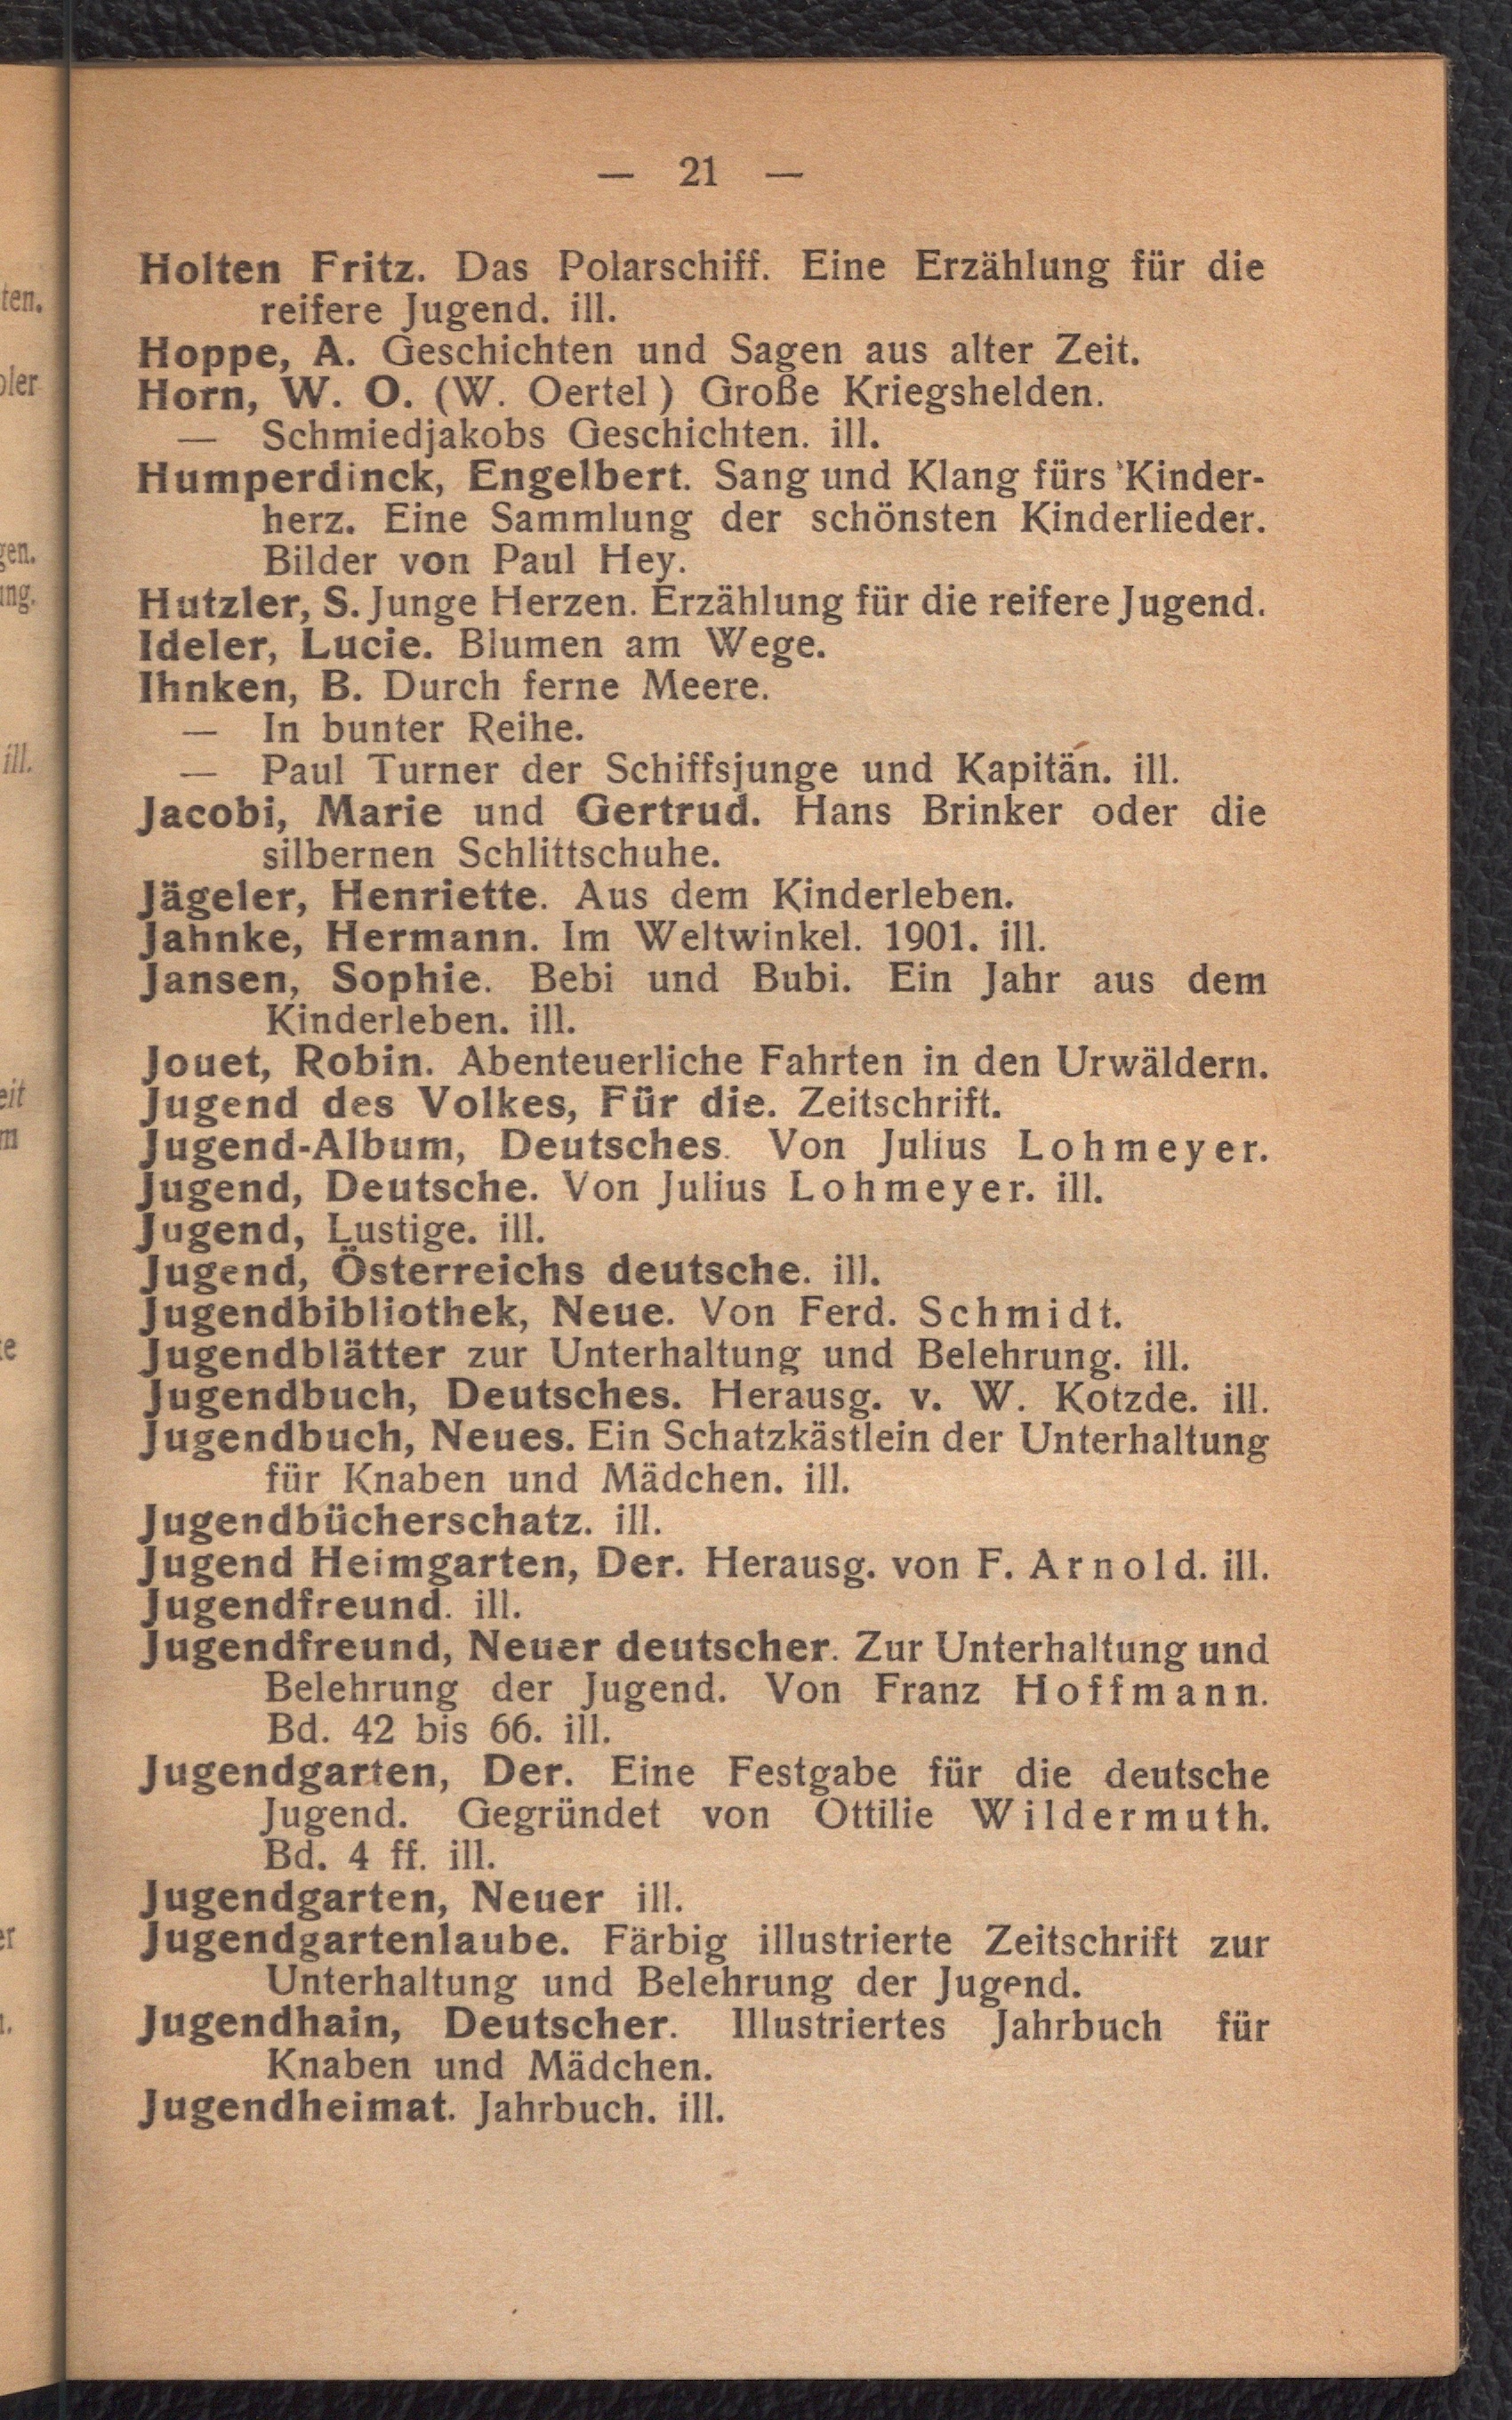 — 21 —
Holten Fritz. Das Polarschiff. Eine Erzählung für die
reifere Jugend. ill.
Hoppe, A. Geschichten und Sagen aus alter Zeit.
Horn, W. O. (W. Oertel) Große Kriegshelden.
— Schmiedjakobs Geschichten. ill.
Humperdinck, Engelbert. Sang und Klang fürs 'Kinder-
herz. Eine Sammlung der schönsten Kinderlieder.
Bilder von Paul Hey.
Hutzler, S. Junge Herzen. Erzählung für die reifere Jugend.
Ideler, Lucie. Blumen am Wege.
Ihnken, B. Durch ferne Meere.
— In bunter Reihe.
— Paul Turner der Schiffsjunge und Kapitän. ill.
Jacobi, Marie und Gertrud. Hans Brinker oder die
silbernen Schlittschuhe.
Jägeler, Henriette. Aus dem Kinderleben.
Jahnke, Hermann. Im Weltwinkel. 1901. ill.
Jansen, Sophie. Bebi und Bubi. Ein Jahr aus dem
Kinderleben. ill.
Jouet, Robin. Abenteuerliche Fahrten in den Urwäldern.
Jugend des Volkes, Für die. Zeitschrift.
Jugend-Album, Deutsches. Von Julius Lohmeyer.
Jugend, Deutsche. Von Julius Lohmeyer. ill.
Jugend, Lustige. ill.
Jugend, Österreichs deutsche. ill.
Jugendbibliothek, Neue. Von Ferd. Schmidt.
Jugendblätter zur Unterhaltung und Belehrung. ill.
Jugendbuch, Deutsches. Herausg. v. W. Kotzde. ill.
Jugendbuch, Neues. Ein Schatzkästlein der Unterhaltung
für Knaben und Mädchen. ill.
Jugendbücherschatz. ill.
Jugend Heimgarten, Der. Herausg. von F. Arnold. ill.
Jugendfreund. ill.
Jugendfreund, Neuer deutscher. Zur Unterhaltung und
Belehrung der Jugend. Von Franz Hoffmann.
Bd. 42 bis 66. ill.
Jugendgarten, Der. Eine Festgabe für die deutsche
Jugend. Gegründet von Ottilie Wildermuth.
Bd. 4 ff. ill.
Jugendgarten, Neuer ill.
Jugendgartenlaube. Färbig illustrierte Zeitschrift zur
Unterhaltung und Belehrung der Jugend.
Jugendhain, Deutscher. Illustriertes Jahrbuch für
Knaben und Mädchen.
Jugendheimat. Jahrbuch. ill.